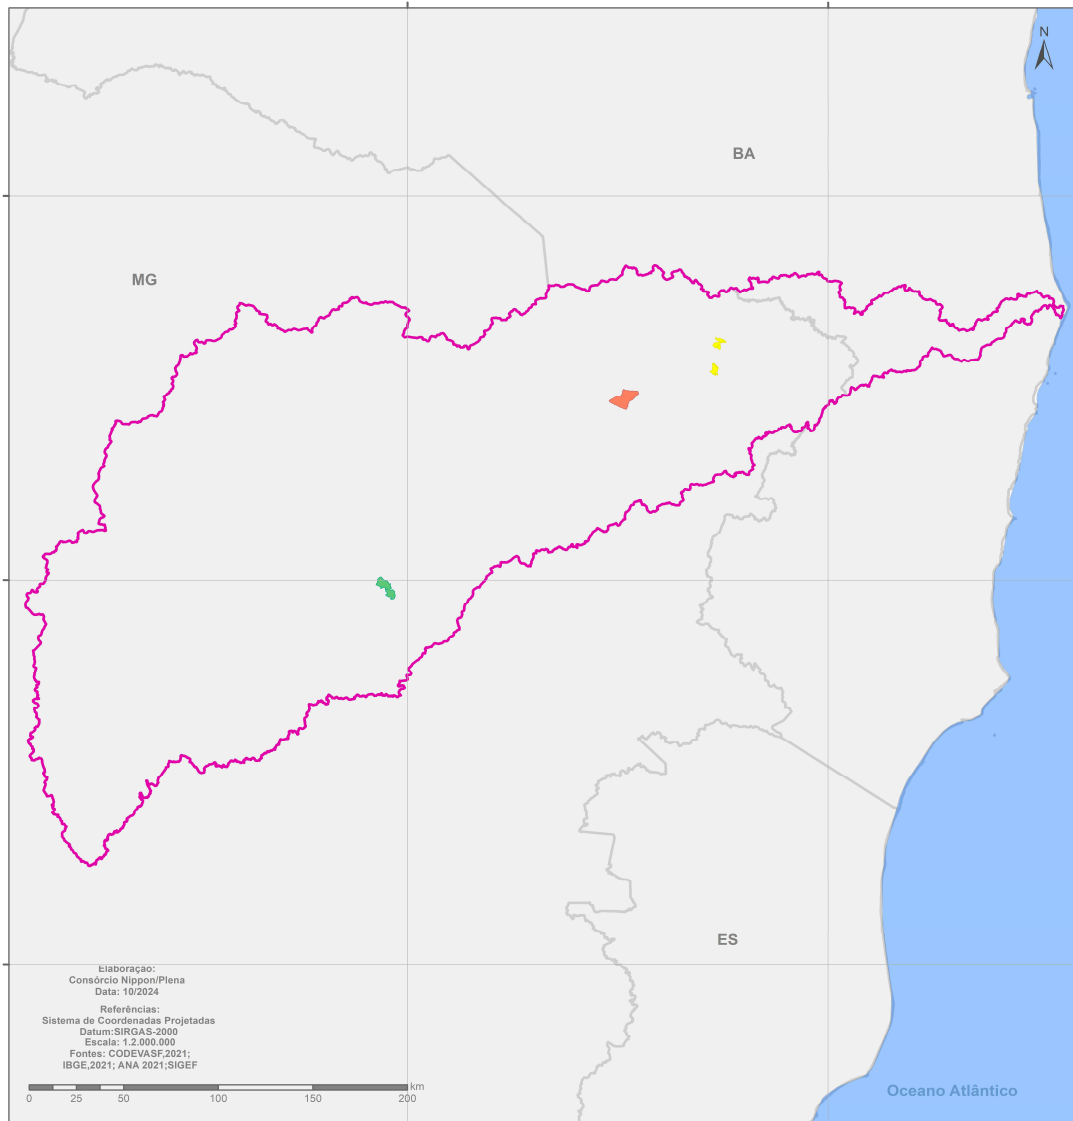 N
BA
MG
ES
Elaboração:
Consórcio Nippon/Plena
Data: 10/2024
Referências:
Sistema de Coordenadas Projetadas
Datum:SIRGAS-2000
Escala: 1.2.000.000
Fontes: CODEVASF,2021;
IBGE,2021; ANA 2021;SIGEF
km
0 25 50 100 150 200
Oceano Atlântico